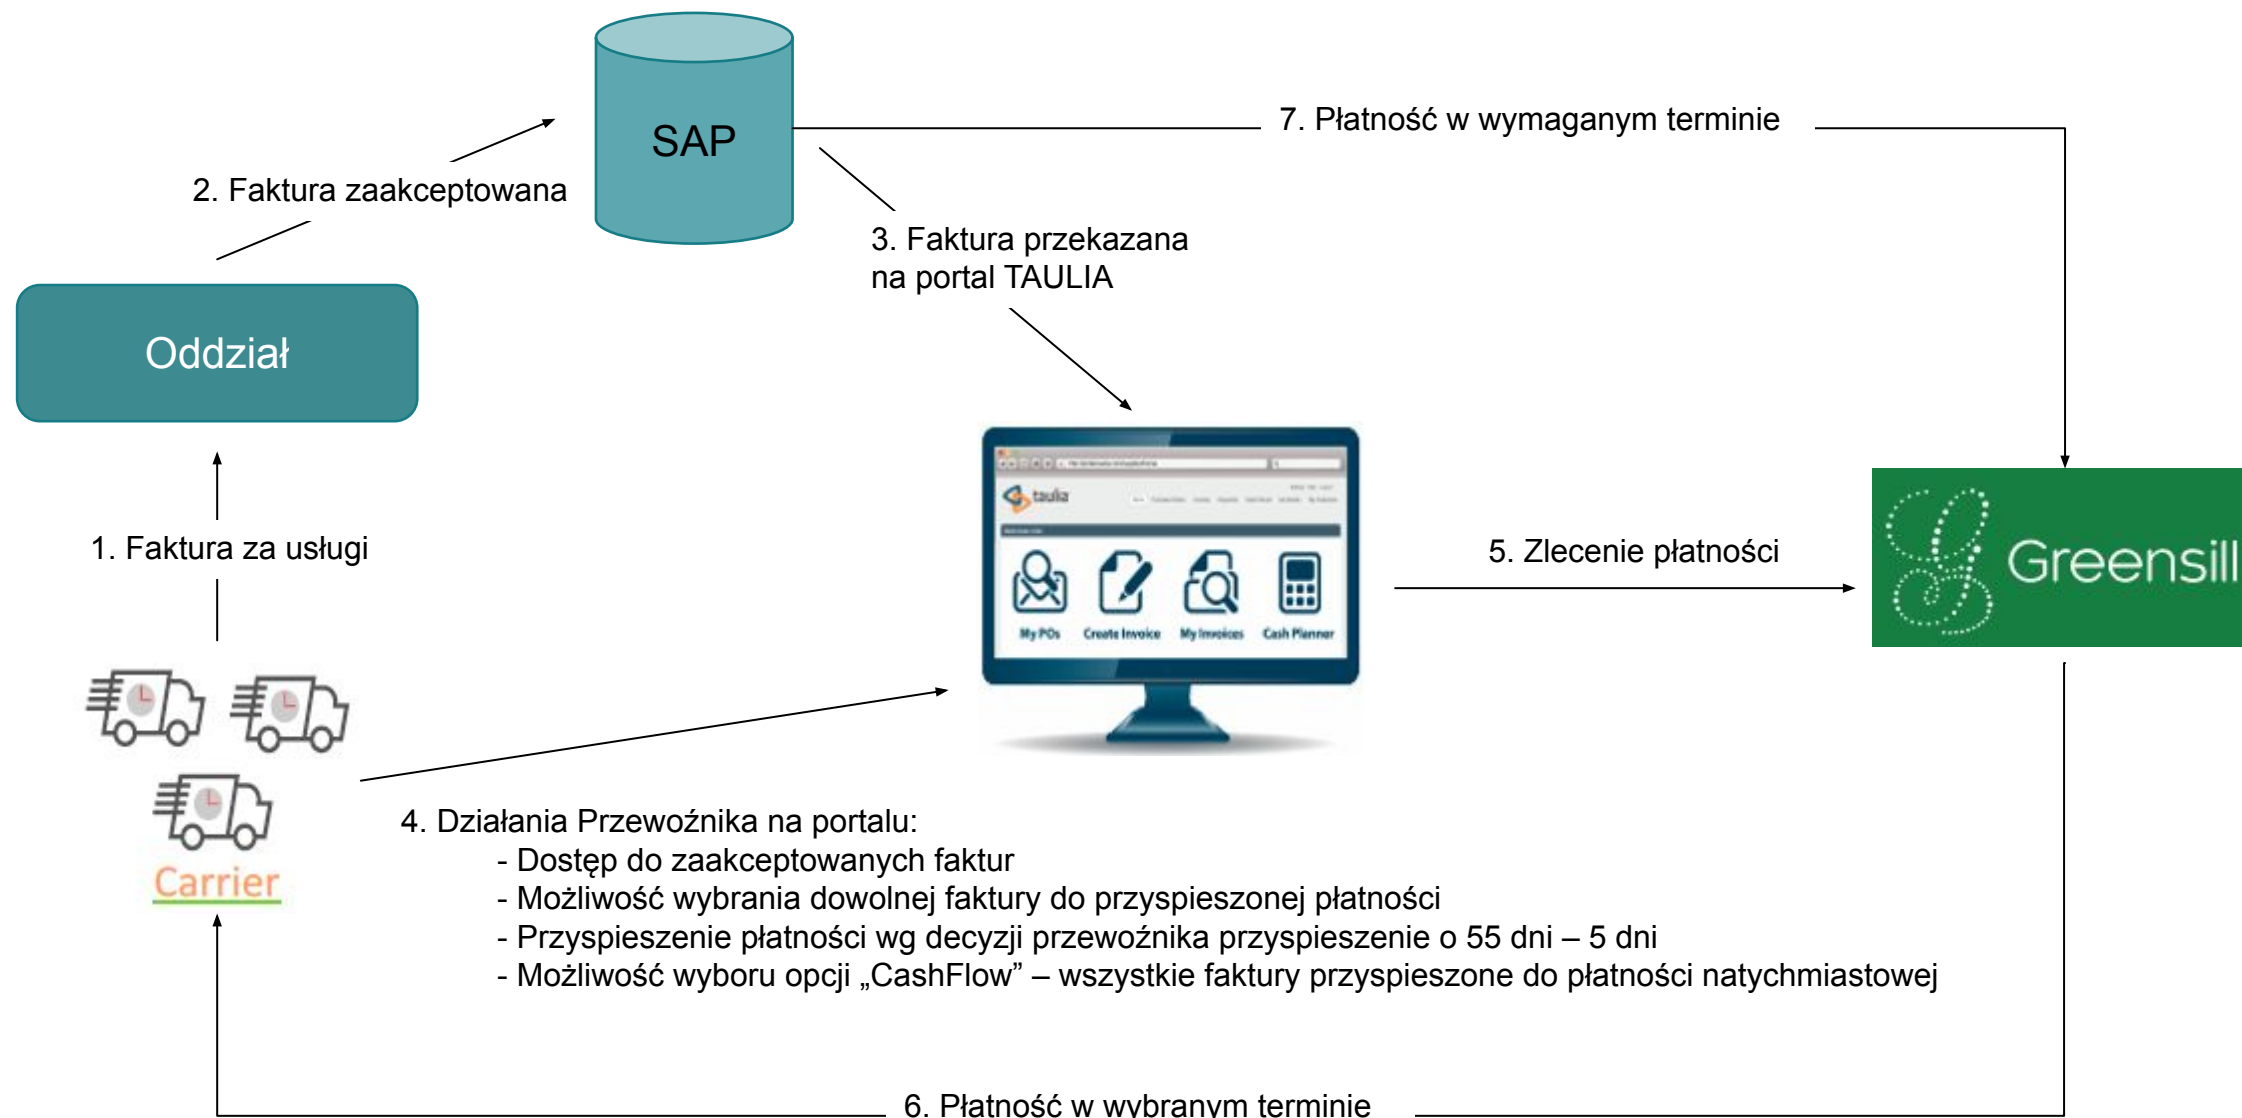 SAP
7. Płatność w wymaganym terminie
2. Faktura zaakceptowana
3. Faktura przekazana
na portal TAULIA
Oddział
taulia
Greensill
5. Zlecenie płatności
1. Faktura za usługi
My POs
Create Invoice
My Invoices
Cash Planner
Carrier
4. Działania Przewoźnika na portalu:
- Dostęp do zaakceptowanych faktur
- Możliwość wybrania dowolnej faktury do przyspieszonej płatności
- Przyspieszenie płatności wg decyzji przewoźnika przyspieszenie o 55 dni – 5 dni
- Możliwość wyboru opcji „CashFlow” – wszystkie faktury przyspieszone do płatności natychmiastowej
6. Płatność w wybranym terminie